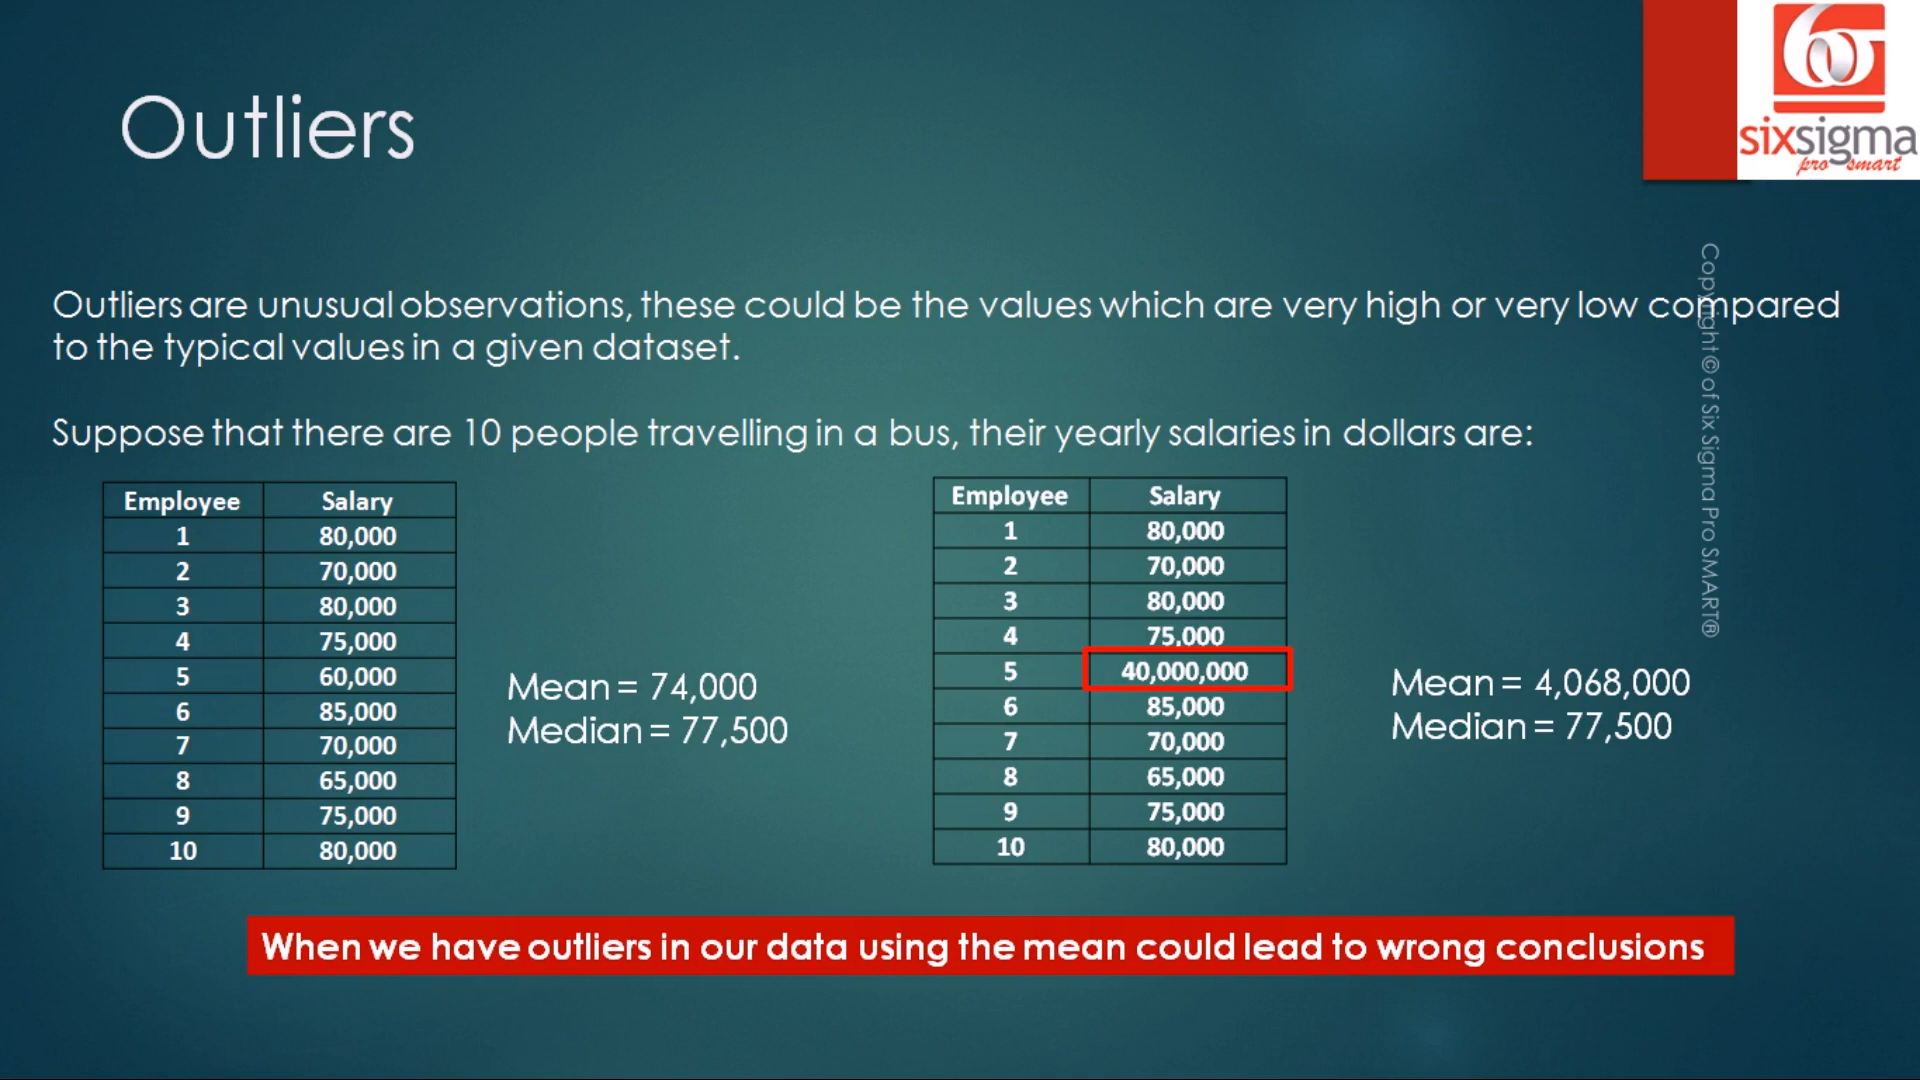 sixsigma
pro smart
Outliers
Outliers are unusual observations, these could be the values which are very high or very low compared
to the typical values in a given dataset.
Suppose that there are 10 people travelling in a bus, their yearly salaries in dollars are:
Employee Salary
1 80,000
2 70,000
3 80,000
4 75,000
5 60,000
6 85,000
7 70,000
8 65,000
9 75,000
10 80,000
Mean = 74,000
Median = 77,500
Employee Salary
1 80,000
2 70,000
3 80,000
4 75,000
5 40,000,000
6 85,000
7 70,000
8 65,000
9 75,000
10 80,000
Mean = 4,068,000
Median = 77,500
When we have outliers in our data using the mean could lead to wrong conclusions
Copyright © of Six Sigma Pro SMART®